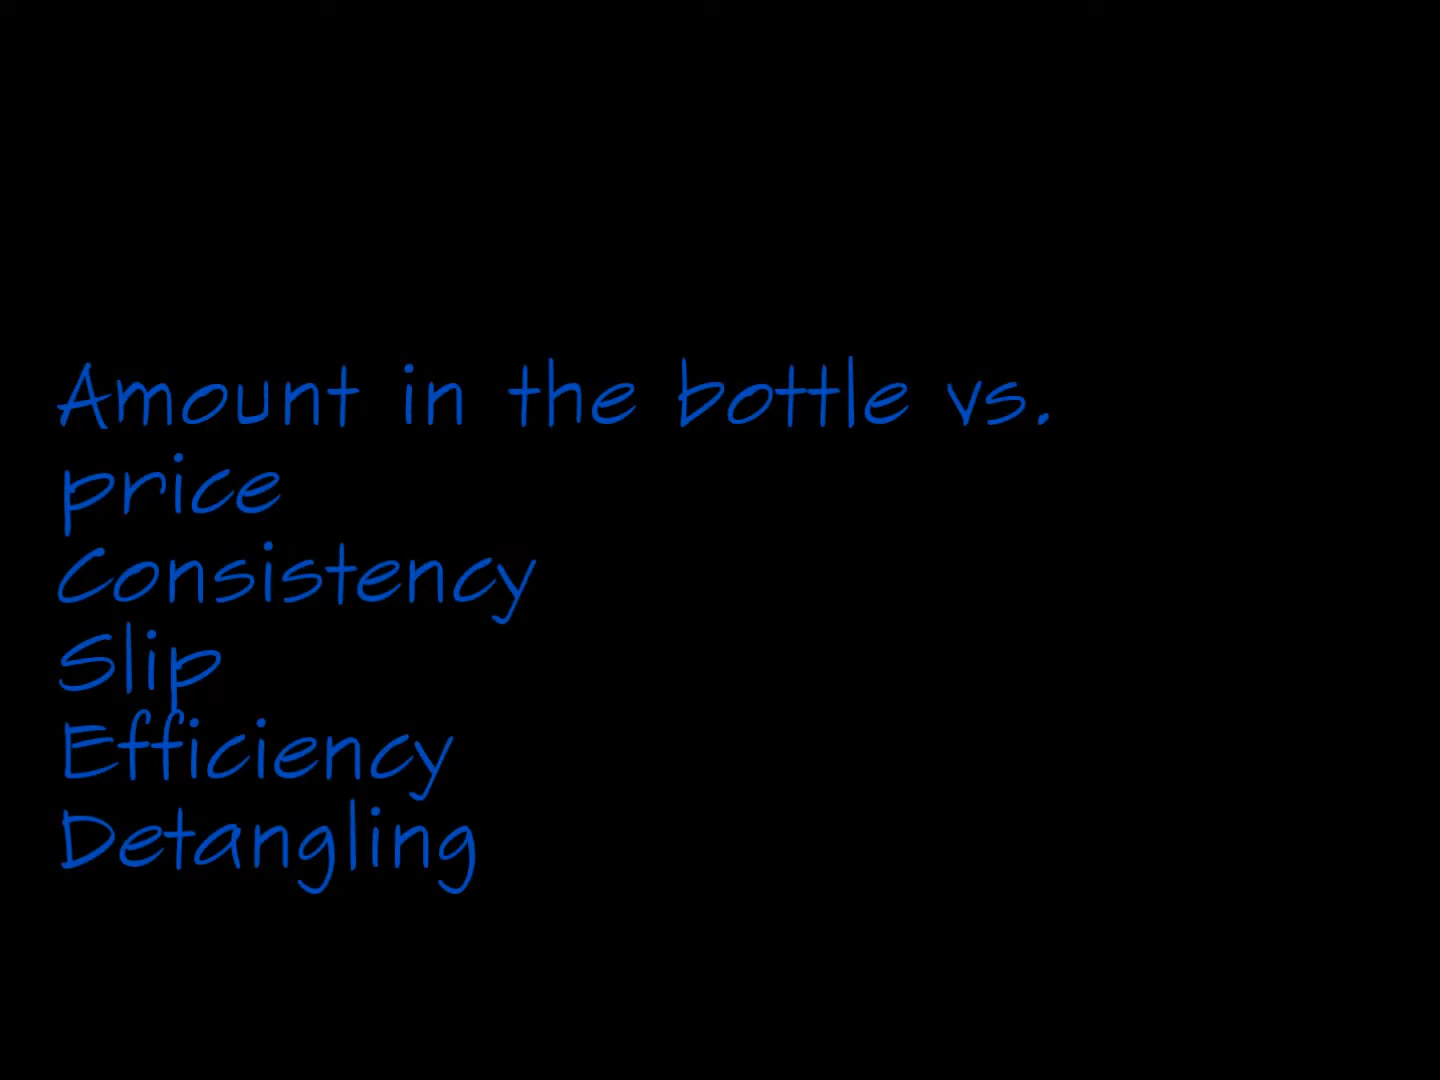 Amount in the bottle vs.
price
Consistency
Slip
Efficiency
Detangling